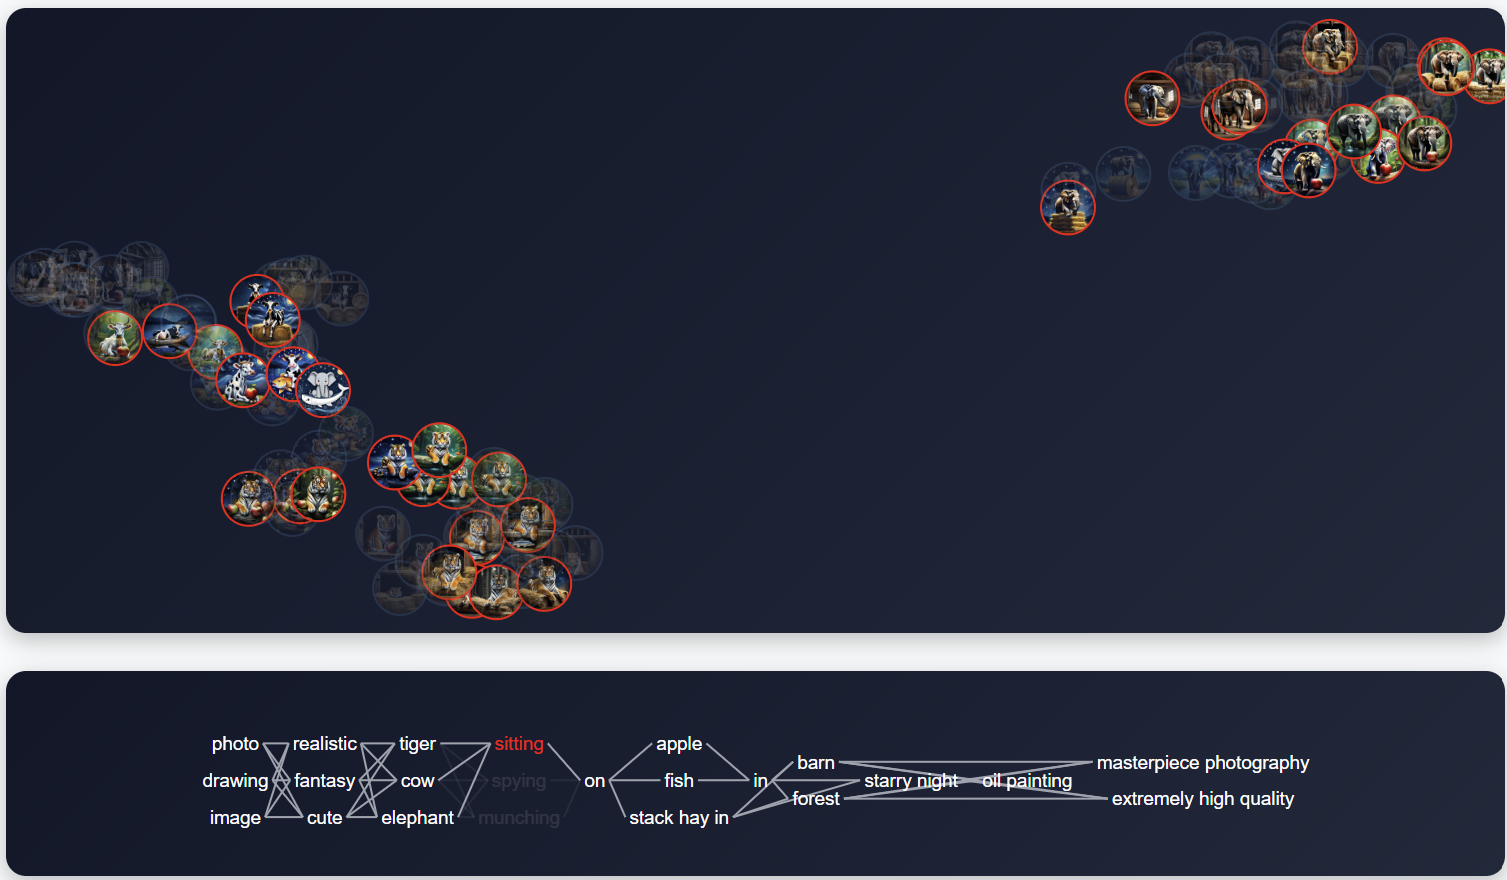 photo realistic tiger sitting apple
barn masterpiece photography
drawing fantasy cow spying on fish in starry night oil painting
forest extremely high quality
image cute elephant munching stack hay in